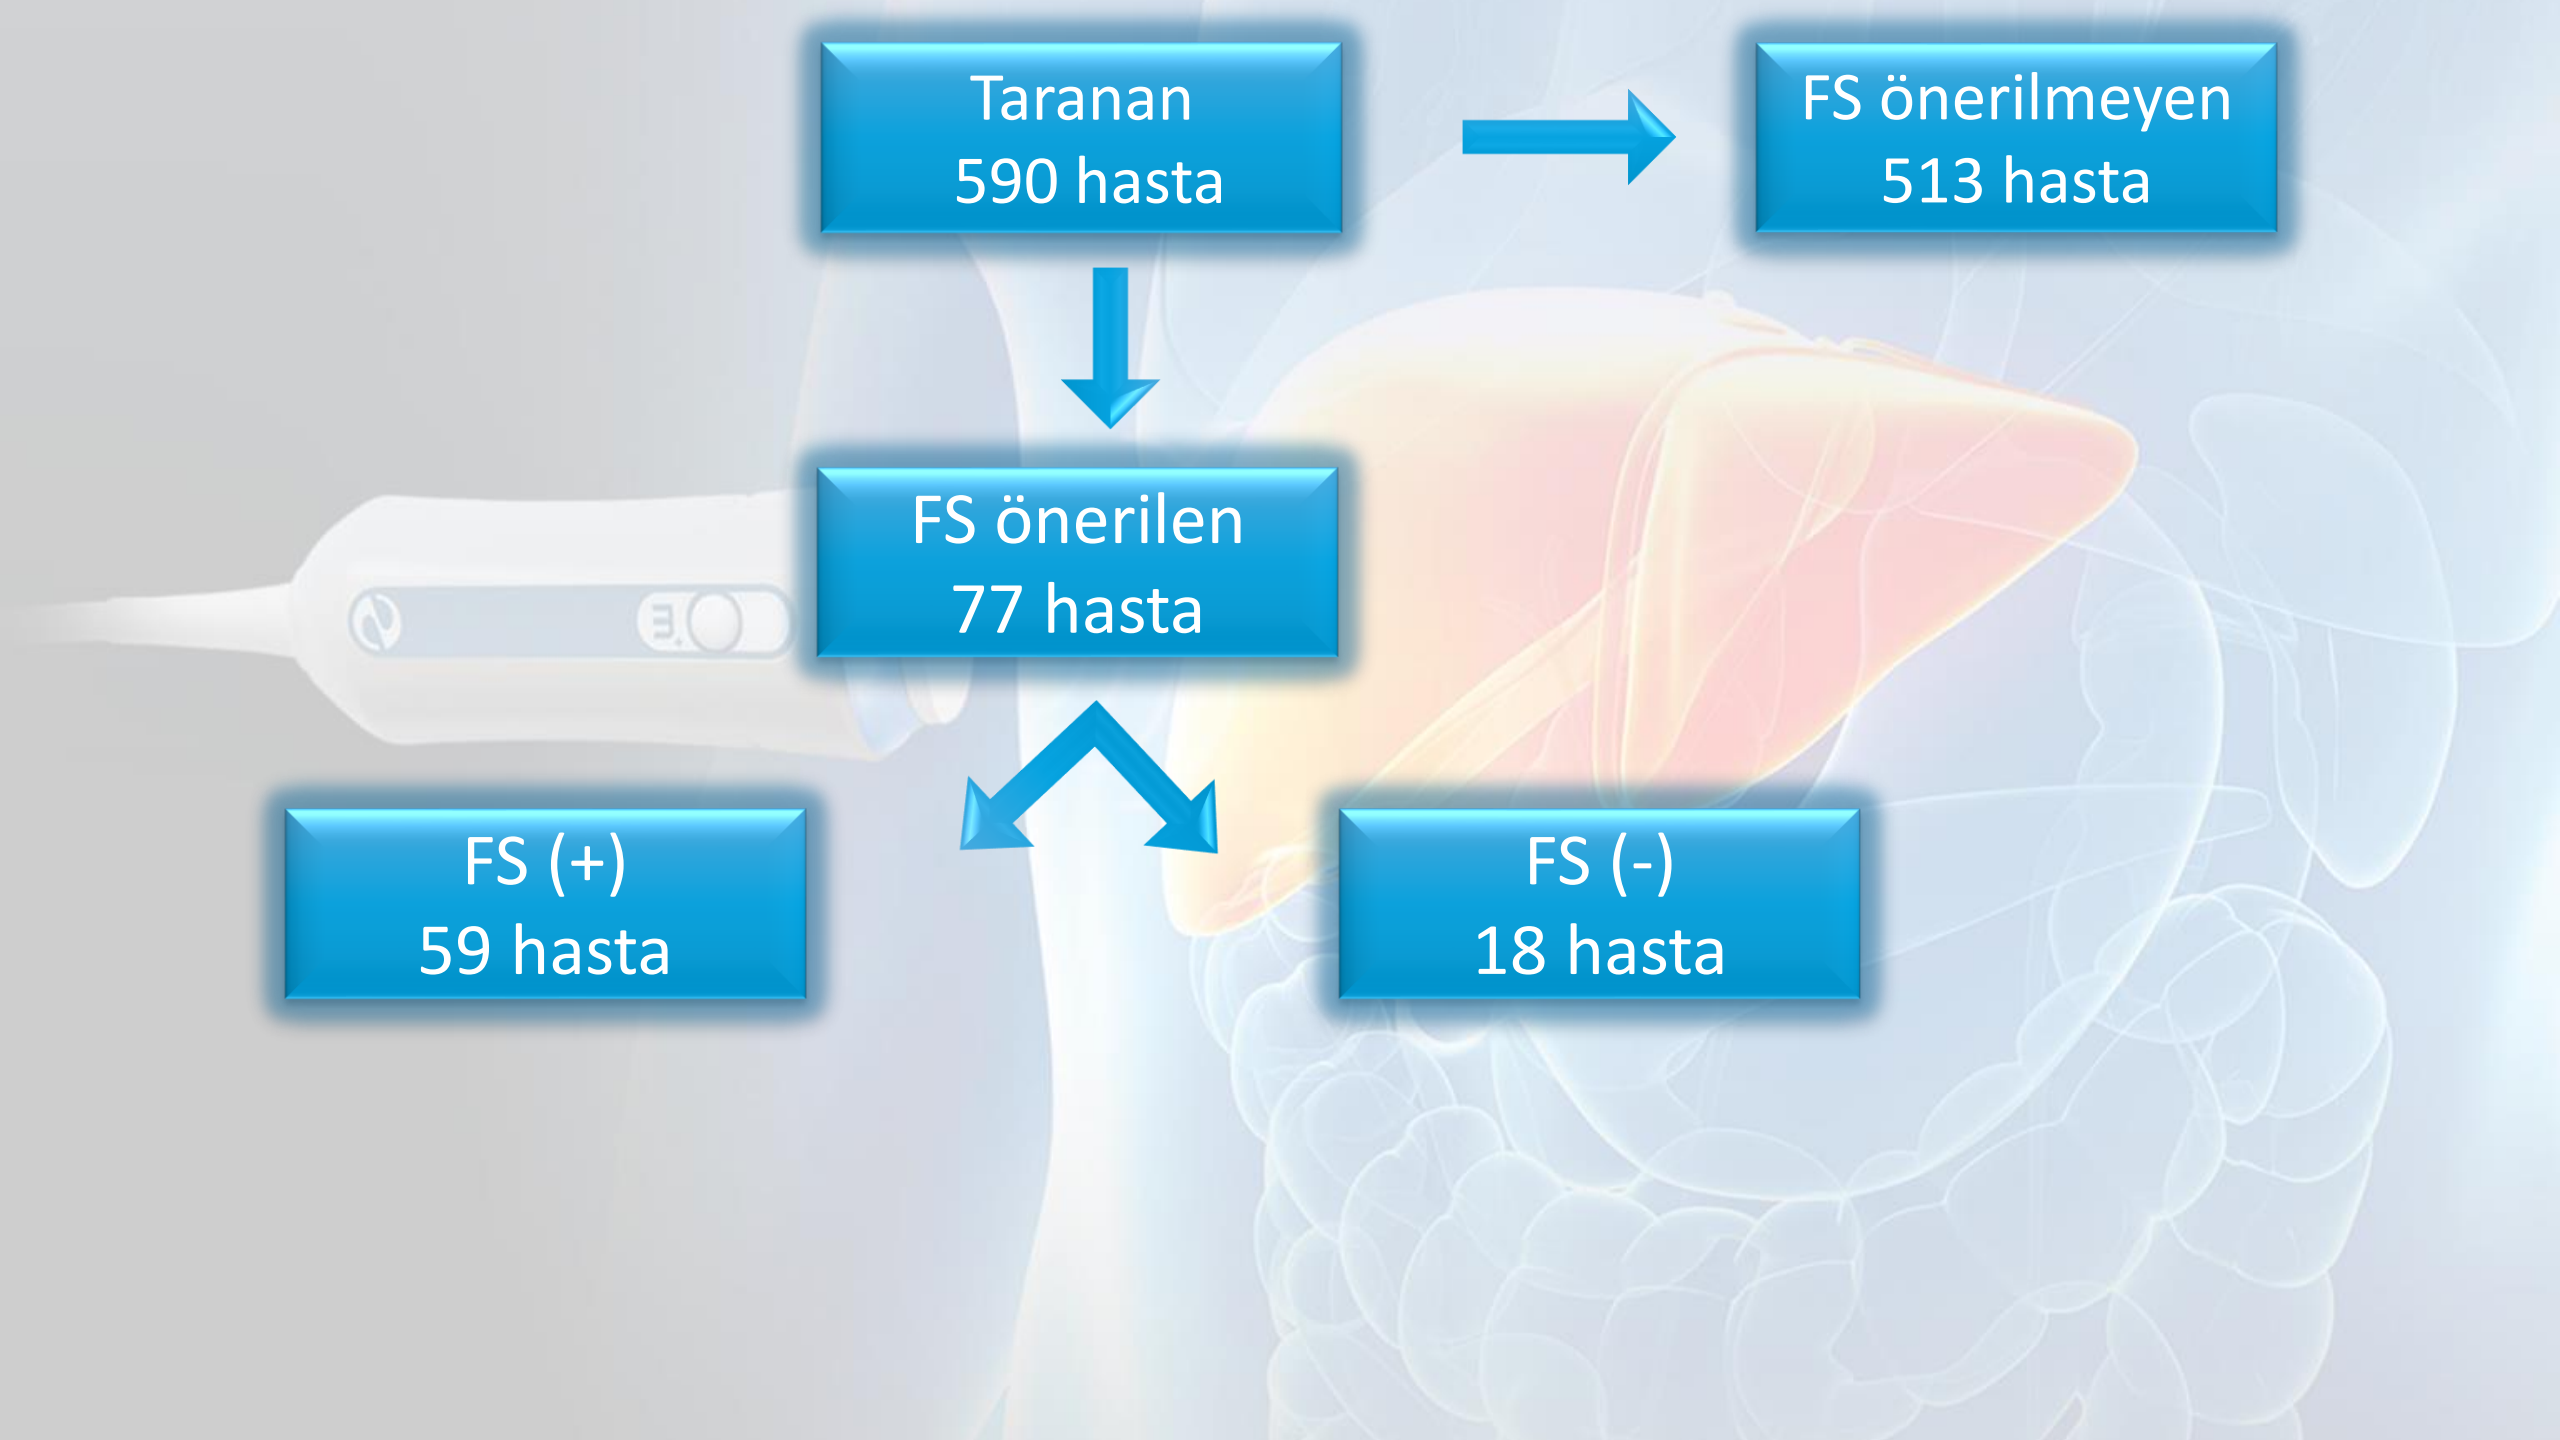 Taranan
590 hasta
FS önerilmeyen
513 hasta
FS önerilen
77 hasta
FS (+)
59 hasta
FS (-)
18 hasta